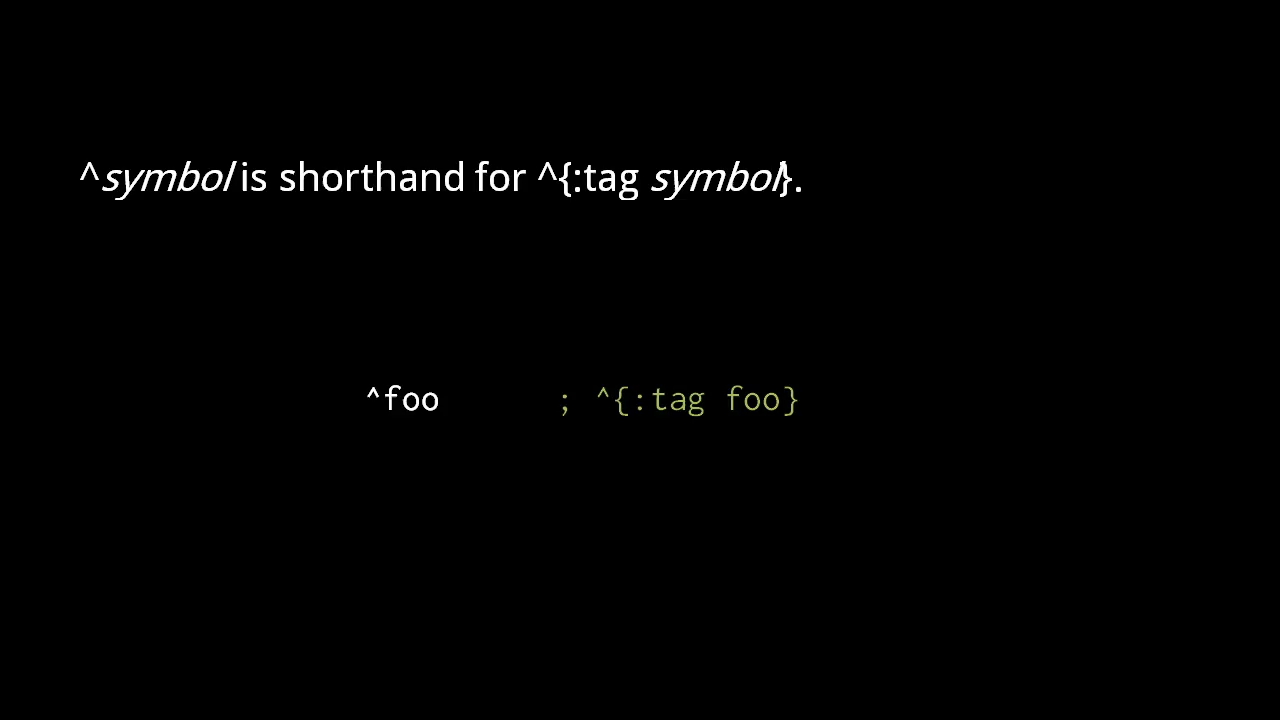 ^symbol is shorthand for ^{:tag symbol}.
^foo ; ^{:tag foo}